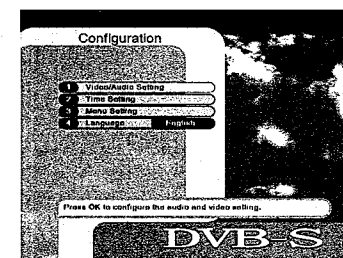 Configuration
1 Video/Audio Setting
2 Time Setting
3 Menu Setting
4 Language English
Press OK to configure the audio and video setting.
DVB-S